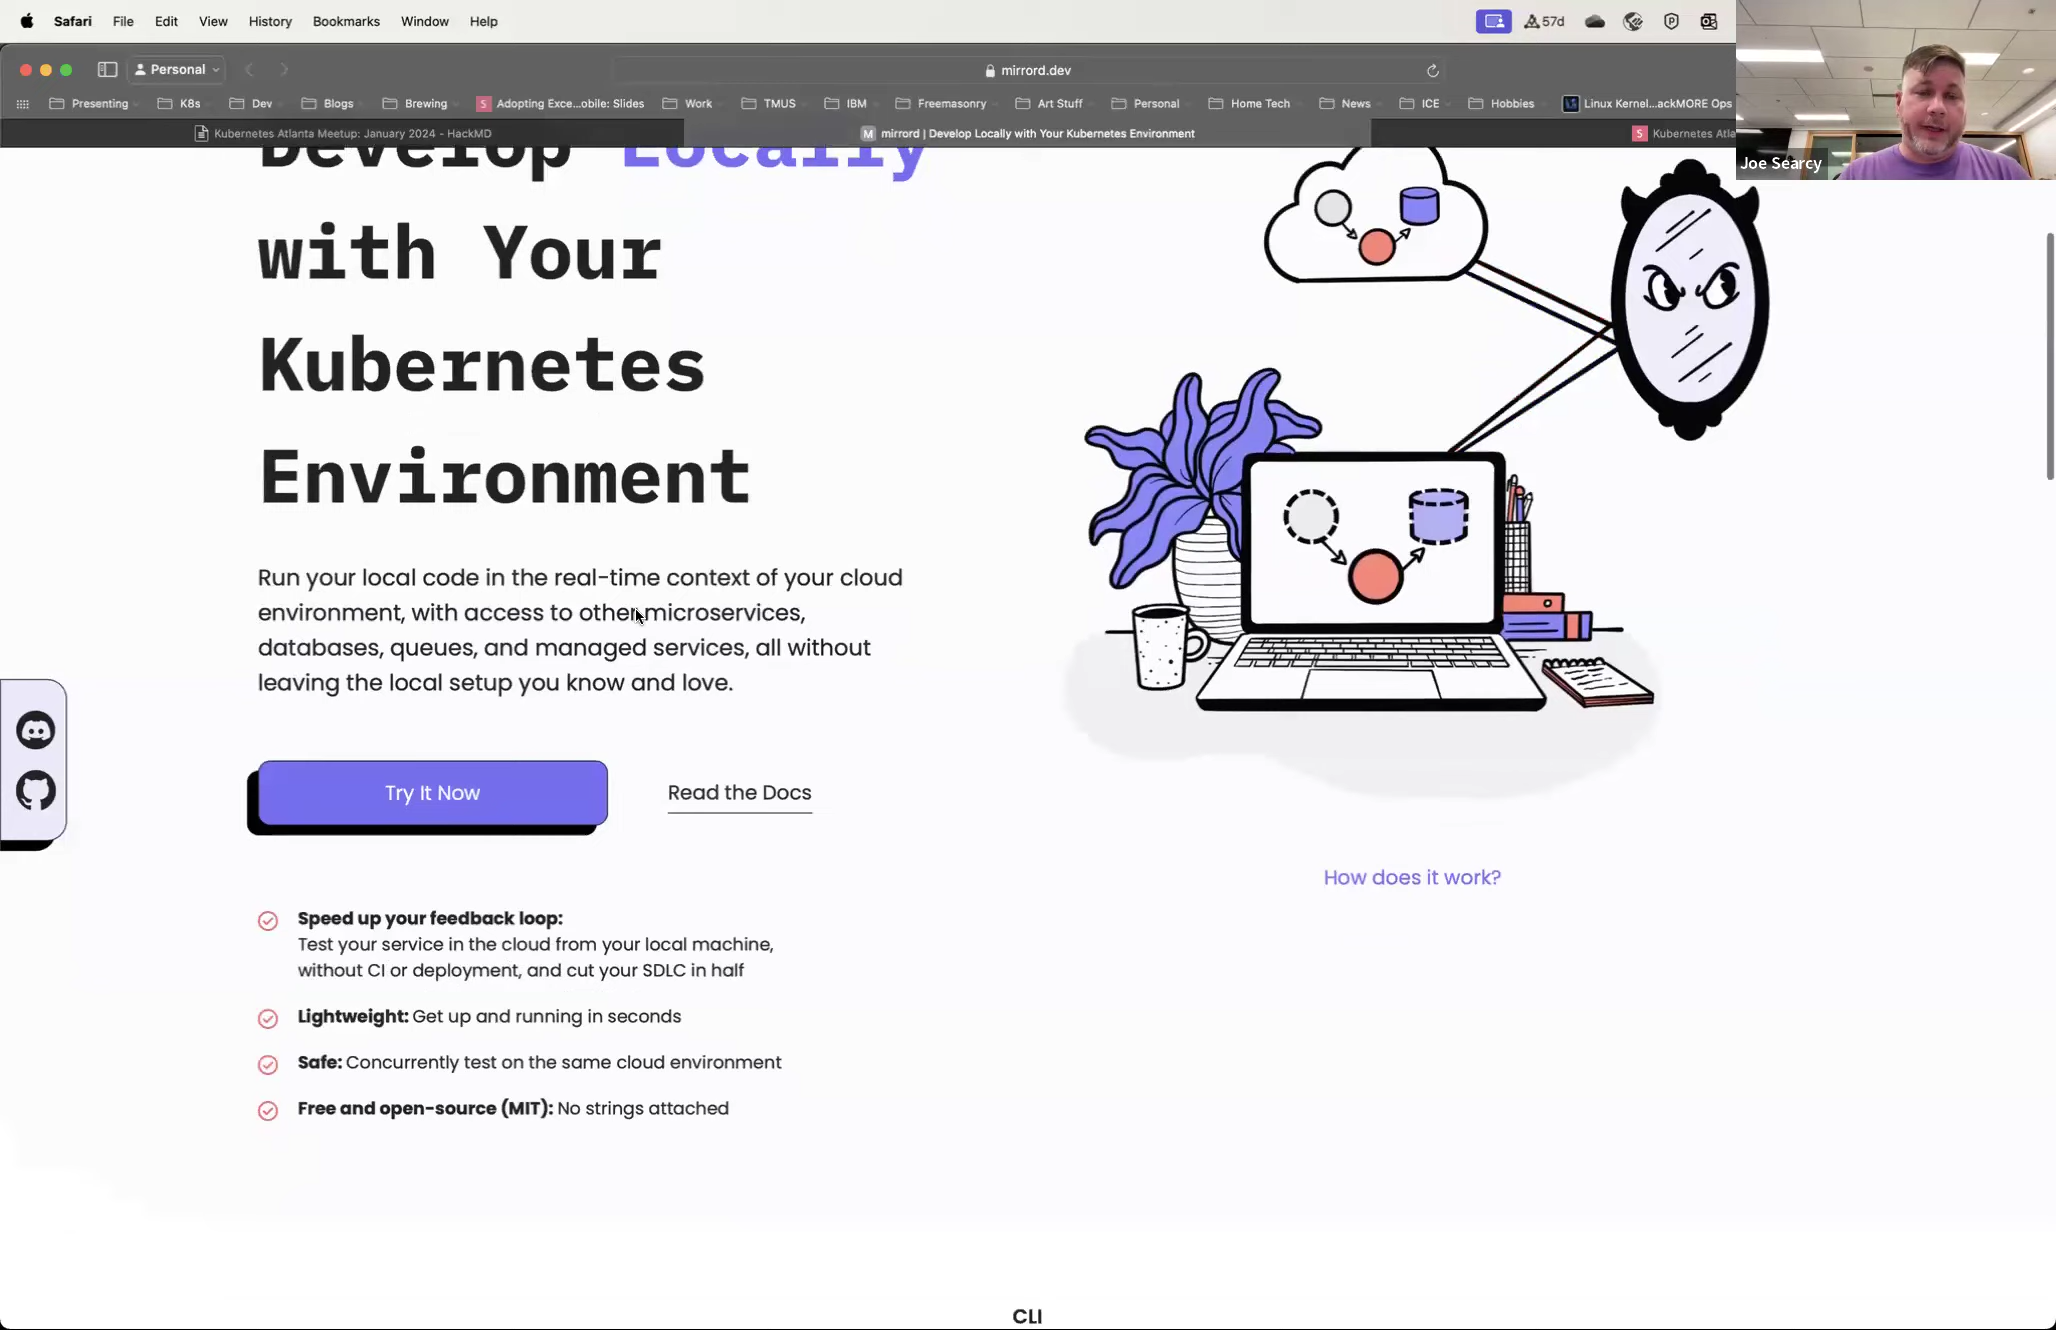 Safari File Edit View History Bookmarks Window Help
57d
Personal
mirrord.dev
Presenting K8s Dev Blogs Brewing S Adopting Exce...obile: Slides Work TMUS IBM Freemasonry Art Stuff Personal Home Tech News ICE Hobbies Linux Kernel...ackMORE Ops
Kubernetes Atlanta Meetup: January 2024 - HackMD
M mirrord | Develop Locally with Your Kubernetes Environment
S Kubernetes Atla
Joe Searcy
Develop Locally
with Your
Kubernetes
Environment
Run your local code in the real-time context of your cloud
environment, with access to other microservices,
databases, queues, and managed services, all without
leaving the local setup you know and love.
Try It Now
Read the Docs
How does it work?
Speed up your feedback loop:
Test your service in the cloud from your local machine,
without CI or deployment, and cut your SDLC in half
Lightweight: Get up and running in seconds
Safe: Concurrently test on the same cloud environment
Free and open-source (MIT): No strings attached
CLI